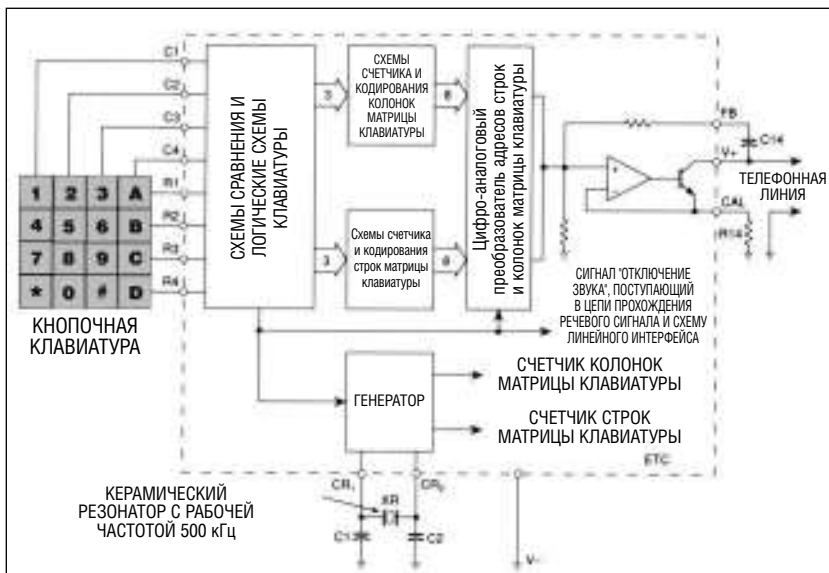 C1
C2
C3
C4
R1
R2
R3
R4
1 2 3 A
4 5 6 B
7 8 9 C
* 0 # D
КНОПОЧНАЯ
КЛАВИАТУРА
СХЕМЫ СРАВНЕНИЯ И
ЛОГИЧЕСКИЕ СХЕМЫ
КЛАВИАТУРЫ
3
3
СХЕМЫ
СЧЕТЧИКА И
КОДИРОВАНИЯ
КОЛОНОК
МАТРИЦЫ
КЛАВИАТУРЫ
Схемы счетчика
и кодирования
строк матрицы
клавиатуры
8
Цифро-аналоговый
преобразователь адресов строк
и колонок матрицы клавиатуры
+
−
FB
C14
V+
ТЕЛЕФОННАЯ
ЛИНИЯ
CAL
R14
СИГНАЛ "ОТКЛЮЧЕНИЕ
ЗВУКА", ПОСТУПАЮЩИЙ
В ЦЕПИ ПРОХОЖДЕНИЯ
РЕЧЕВОГО СИГНАЛА И СХЕМУ
ЛИНЕЙНОГО ИНТЕРФЕЙСА
ГЕНЕРАТОР
СЧЕТЧИК КОЛОНОК
МАТРИЦЫ КЛАВИАТУРЫ
СЧЕТЧИК СТРОК
МАТРИЦЫ КЛАВИАТУРЫ
ETC
КЕРАМИЧЕСКИЙ
РЕЗОНАТОР С РАБОЧЕЙ
ЧАСТОТОЙ 500 кГц
CR₁
XR
C13
C2
V−